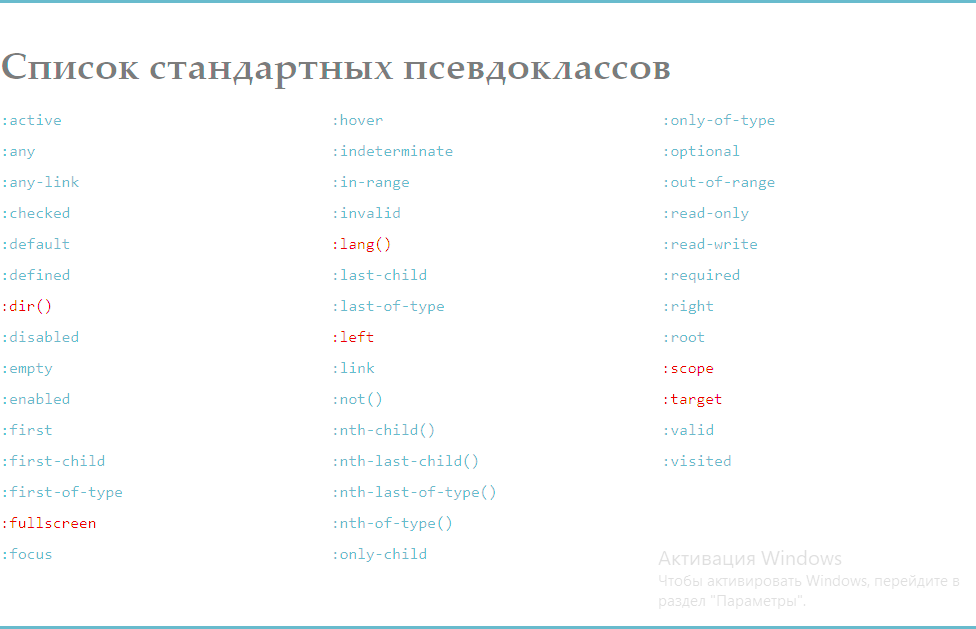 Список стандартных псевдоклассов
:active
:any
:any-link
:checked
:default
:defined
:dir()
:disabled
:empty
:enabled
:first
:first-child
:first-of-type
:fullscreen
:focus
:hover
:indeterminate
:in-range
:invalid
:lang()
:last-child
:last-of-type
:left
:link
:not()
:nth-child()
:nth-last-child()
:nth-last-of-type()
:nth-of-type()
:only-child
:only-of-type
:optional
:out-of-range
:read-only
:read-write
:required
:right
:root
:scope
:target
:valid
:visited
Активация Windows
Чтобы активировать Windows, перейдите в
раздел "Параметры".